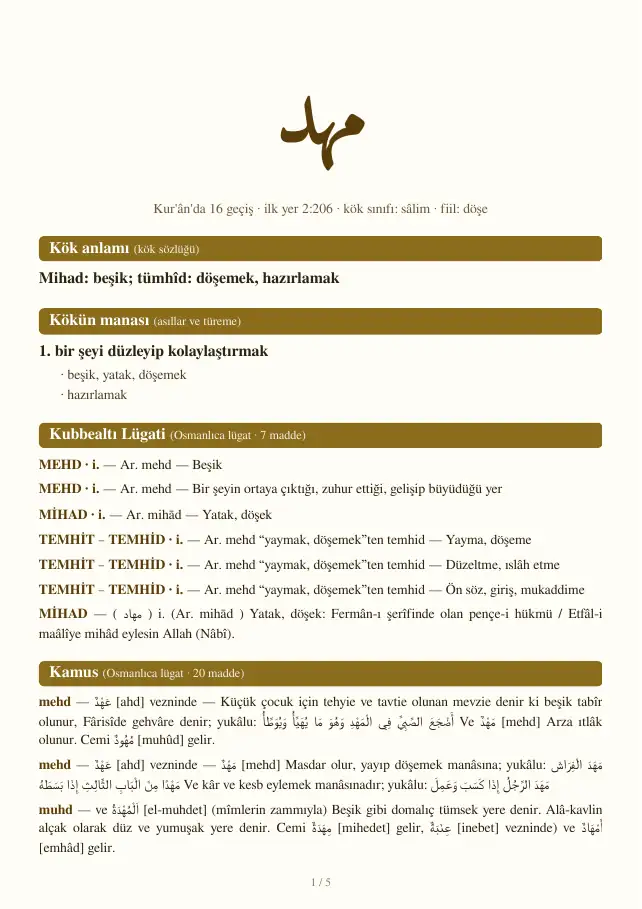 مهد
Kur'ân'da 16 geçiş · ilk yer 2:206 · kök sınıfı: sâlim · fiil: döşe
Kök anlamı (kök sözlüğü)
Mihad: beşik; tümhîd: döşemek, hazırlamak
Kökün manası (asıllar ve türeme)
1. bir şeyi düzleyip kolaylaştırmak
· beşik, yatak, döşemek
· hazırlamak
Kubbealtı Lügati (Osmanlıca lügat · 7 madde)
MEHD · i. — Ar. mehd — Beşik
MEHD · i. — Ar. mehd — Bir şeyin ortaya çıktığı, zuhur ettiği, gelişip büyüdüğü yer
MİHAD · i. — Ar. mihād — Yatak, döşek
TEMHİT – TEMHİD · i. — Ar. mehd “yaymak, döşemek”ten temhid — Yayma, döşeme
TEMHİT – TEMHİD · i. — Ar. mehd “yaymak, döşemek”ten temhid — Düzeltme, ıslâh etme
TEMHİT – TEMHİD · i. — Ar. mehd “yaymak, döşemek”ten temhid — Ön söz, giriş, mukaddime
MİHAD — ( مهاد ) i. (Ar. mihād ) Yatak, döşek: Fermân-ı şerîfinde olan pençe-i hükmü / Etfâl-i
maâlîye mihâd eylesin Allah (Nâbî).
Kamus (Osmanlıca lügat · 20 madde)
mehd — عَهْدٌ [ahd] vezninde — Küçük çocuk için tehyie ve tavtie olunan mevzie denir ki beşik tabîr
olunur, Fârisîde gehvâre denir; yukâlu: أَضْجَعَ الصَّبِيَّ فِي الْمَهْدِ وَهُوَ مَا يُهَيَّأُ وَيُوَطَّأُ Ve مَهْدٌ [mehd] Arza ıtlâk
olunur. Cemi مُهُودٌ [muhûd] gelir.
mehd — عَهْدٌ [ahd] vezninde — مَهْدٌ [mehd] Masdar olur, yayıp döşemek manâsına; yukâlu: مَهَدَ الْفِرَاشَ
مَهْدًا مِنَ الْبَابِ الثَّالِثِ إِذَا بَسَطَهُ Ve kâr ve kesb eylemek manâsınadır; yukâlu: مَهَدَ الرَّجُلُ إِذَا كَسَبَ وَعَمِلَ
muhd — ve اَلْمُهْدَةُ [el-muhdet] (mîmlerin zammıyla) Beşik gibi domalıç tümsek yere denir. Alâ-kavlin
alçak olarak düz ve yumuşak yere denir. Cemi مِهَدَةٌ [mihedet] gelir, عِنَبَةٌ [inebet] vezninde) ve أَمْهَادٌ
[emhâd] gelir.
1 / 5